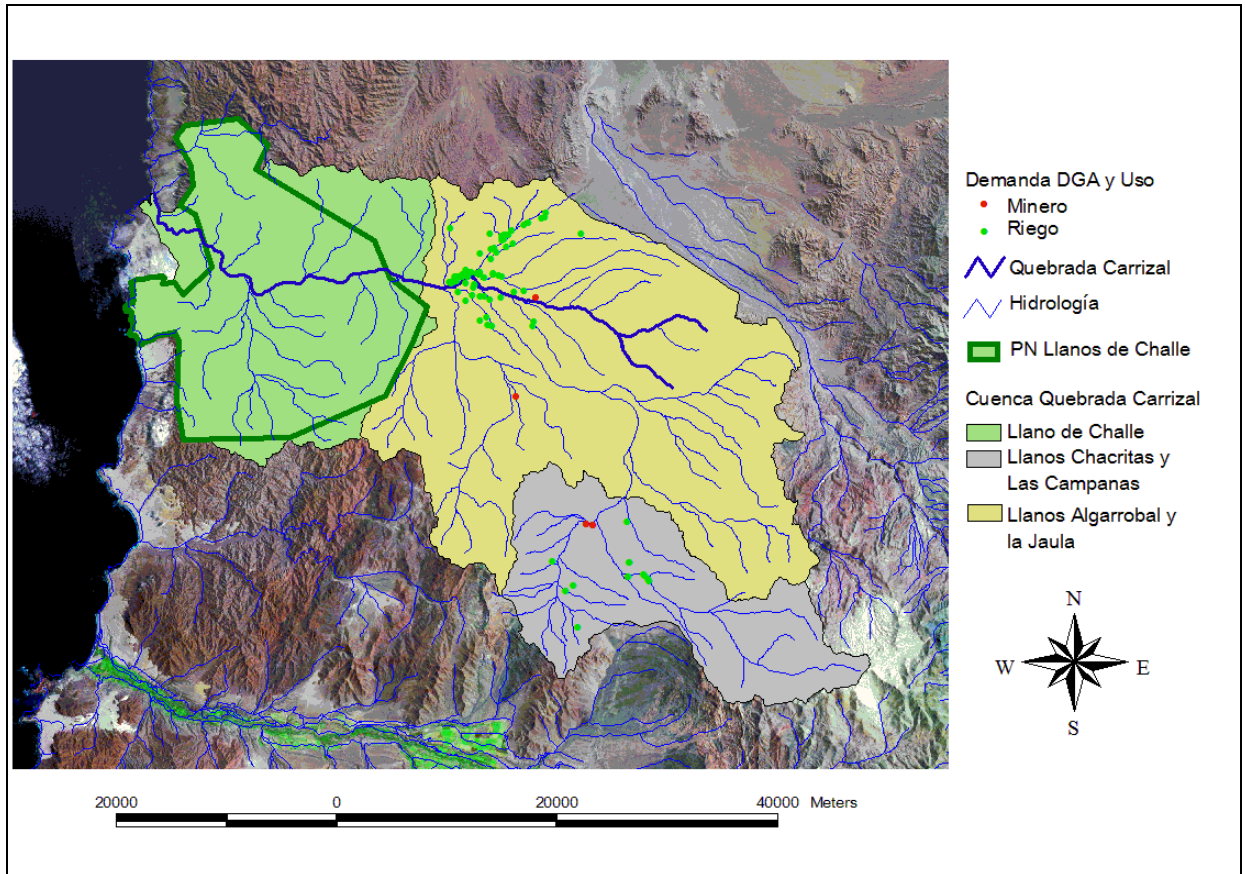 Demanda DGA y Uso
Minero
Riego
Quebrada Carrizal
Hidrología
PN Llanos de Challe
Cuenca Quebrada Carrizal
Llano de Challe
Llanos Chacritas y
Las Campanas
Llanos Algarrobal y
la Jaula
N
W E
S
20000 0 20000 40000 Meters